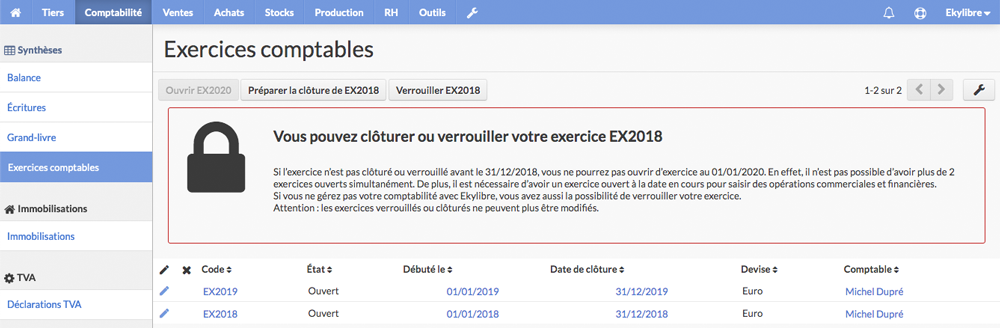 Tiers Comptabilité Ventes Achats Stocks Production RH Outils Ekylibre
Synthèses
Balance
Écritures
Grand-livre
Exercices comptables
Immobilisations
Immobilisations
TVA
Déclarations TVA
Exercices comptables
Ouvrir EX2020 Préparer la clôture de EX2018 Verrouiller EX2018 1-2 sur 2
Vous pouvez clôturer ou verrouiller votre exercice EX2018
Si l'exercice n'est pas clôturé ou verrouillé avant le 31/12/2018, vous ne pourrez pas ouvrir d'exercice au 01/01/2020. En effet, il n'est pas possible d'avoir plus de 2
exercices ouverts simultanément. De plus, il est nécessaire d'avoir un exercice ouvert à la date en cours pour saisir des opérations commerciales et financières.
Si vous ne gérez pas votre comptabilité avec Ekylibre, vous avez aussi la possibilité de verrouiller votre exercice.
Attention : les exercices verrouillés ou clôturés ne peuvent plus être modifiés.
Code État Débuté le Date de clôture Devise Comptable
EX2019 Ouvert 01/01/2019 31/12/2019 Euro Michel Dupré
EX2018 Ouvert 01/01/2018 31/12/2018 Euro Michel Dupré